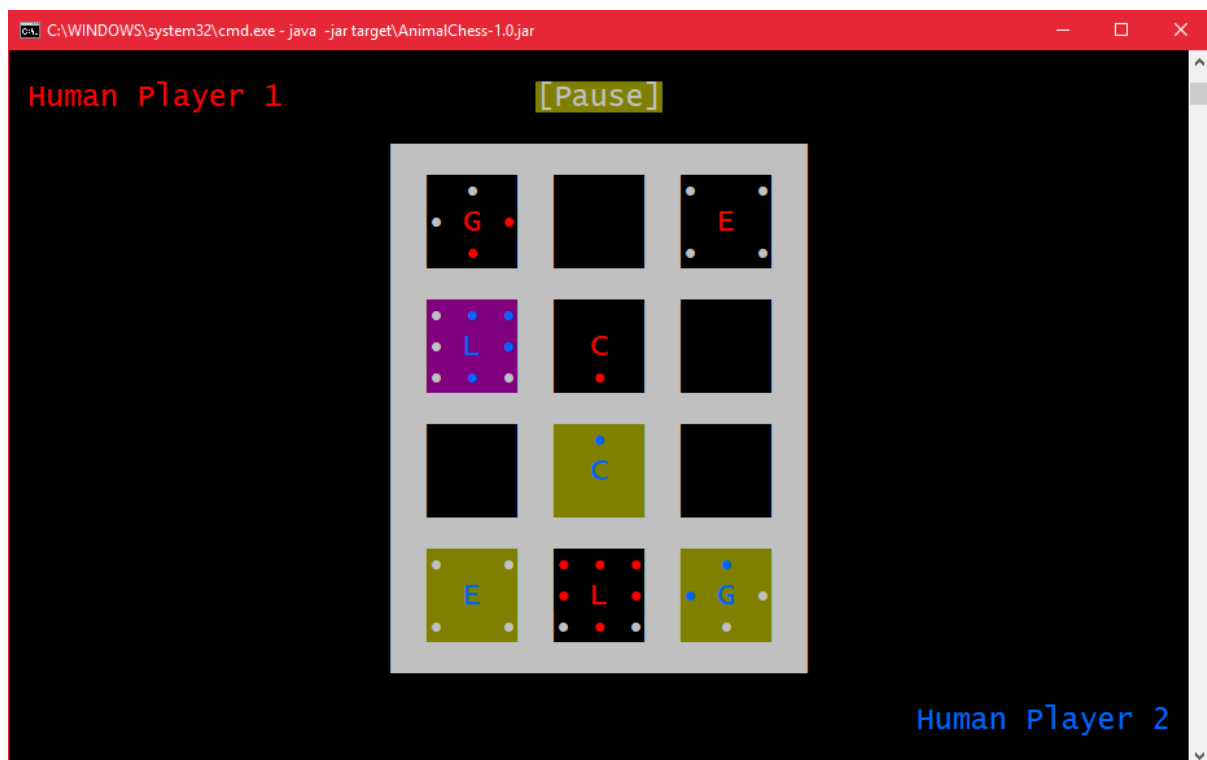 C:\WINDOWS\system32\cmd.exe - java  -jar target\AnimalChess-1.0.jar
Human Player 1 [Pause]
G E
L C
C
E L G
Human Player 2